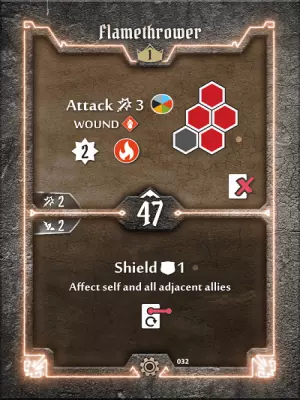 Flamethrower
1
Attack 3
WOUND
2
2
47
2
Shield 1
Affect self and all adjacent allies
032